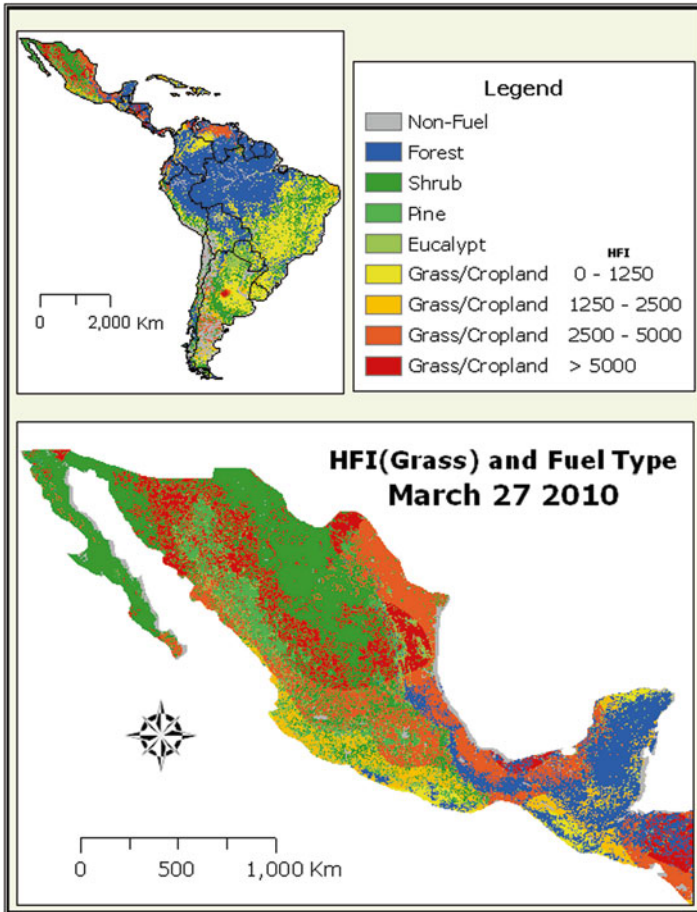 0 2,000 Km
Legend
Non-Fuel
Forest
Shrub
Pine
Eucalypt
HFI
Grass/Cropland 0 - 1250
Grass/Cropland 1250 - 2500
Grass/Cropland 2500 - 5000
Grass/Cropland > 5000
HFI(Grass) and Fuel Type
March 27 2010
0 500 1,000 Km